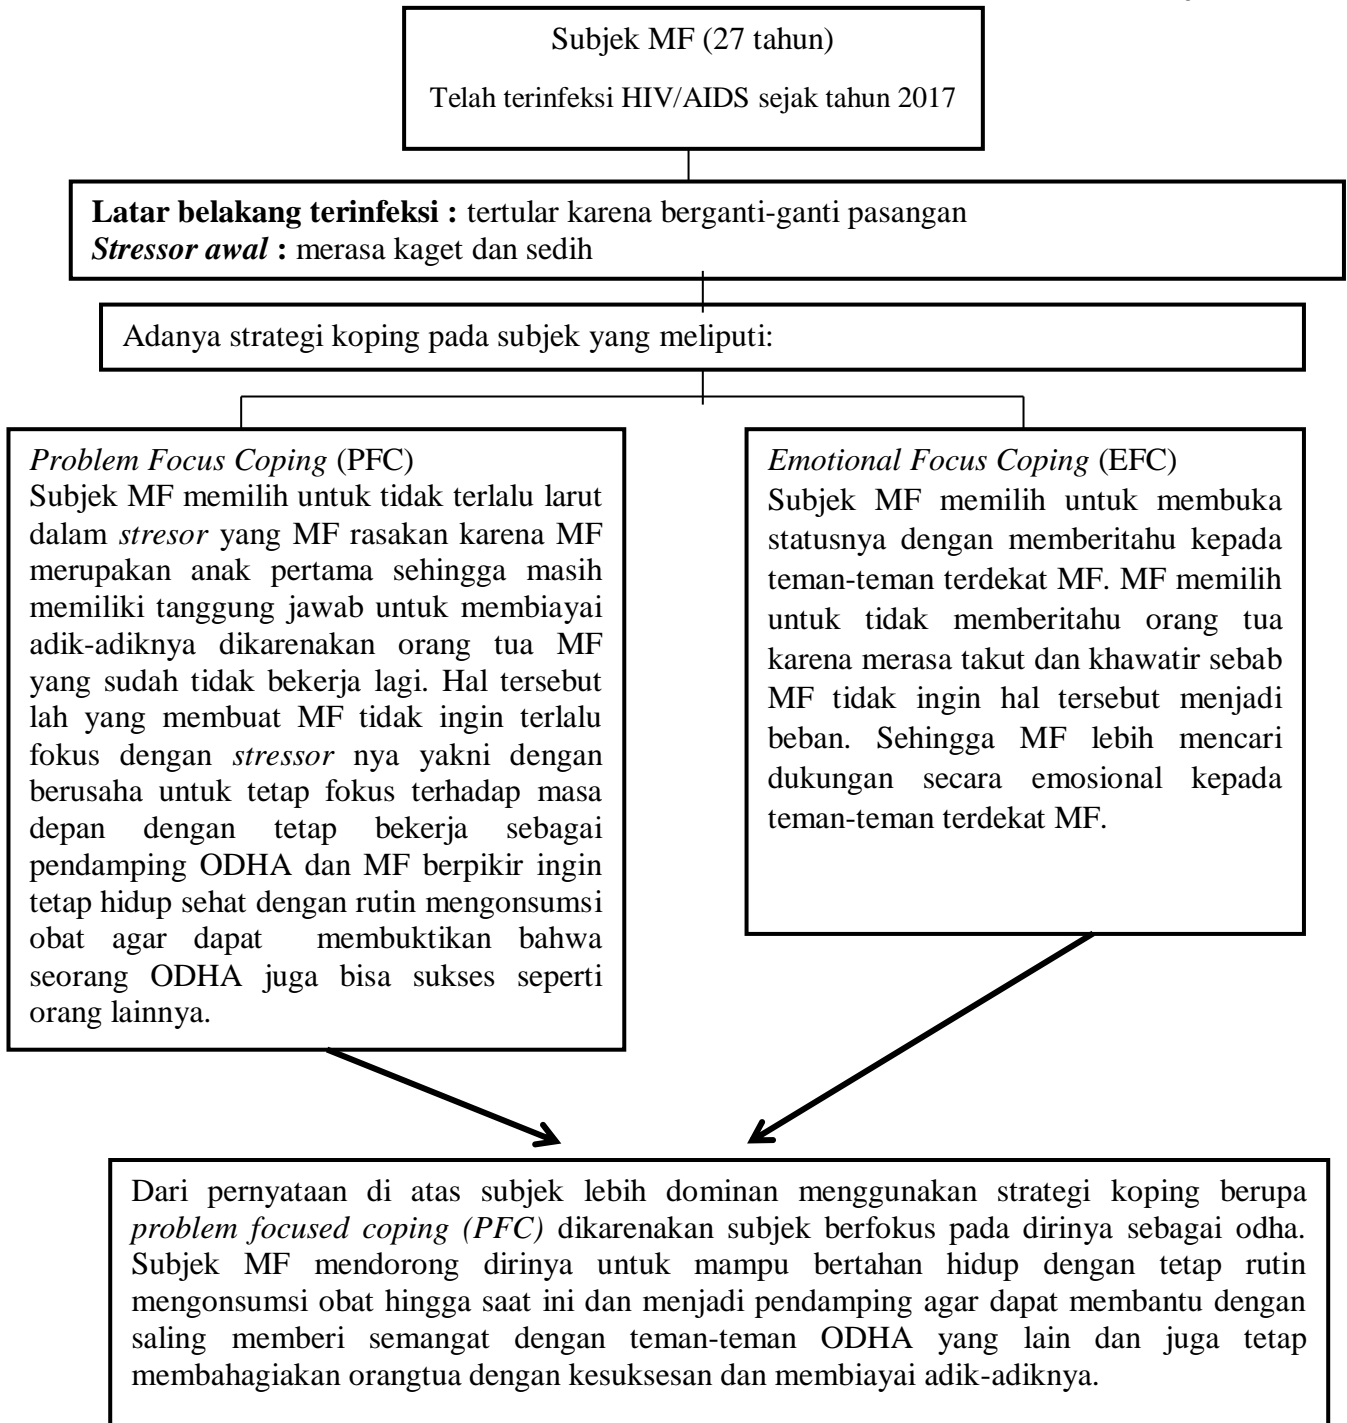 Subjek MF (27 tahun)
Telah terinfeksi HIV/AIDS sejak tahun 2017
Latar belakang terinfeksi : tertular karena berganti-ganti pasangan
Stressor awal : merasa kaget dan sedih
Adanya strategi koping pada subjek yang meliputi:
Problem Focus Coping (PFC)
Subjek MF memilih untuk tidak terlalu larut
dalam stresor yang MF rasakan karena MF
merupakan anak pertama sehingga masih
memiliki tanggung jawab untuk membiayai
adik-adiknya dikarenakan orang tua MF
yang sudah tidak bekerja lagi. Hal tersebut
lah yang membuat MF tidak ingin terlalu
fokus dengan stressor nya yakni dengan
berusaha untuk tetap fokus terhadap masa
depan dengan tetap bekerja sebagai
pendamping ODHA dan MF berpikir ingin
tetap hidup sehat dengan rutin mengonsumsi
obat agar dapat membuktikan bahwa
seorang ODHA juga bisa sukses seperti
orang lainnya.
Emotional Focus Coping (EFC)
Subjek MF memilih untuk membuka
statusnya dengan memberitahu kepada
teman-teman terdekat MF. MF memilih
untuk tidak memberitahu orang tua
karena merasa takut dan khawatir sebab
MF tidak ingin hal tersebut menjadi
beban. Sehingga MF lebih mencari
dukungan secara emosional kepada
teman-teman terdekat MF.
Dari pernyataan di atas subjek lebih dominan menggunakan strategi koping berupa
problem focused coping (PFC) dikarenakan subjek berfokus pada dirinya sebagai odha.
Subjek MF mendorong dirinya untuk mampu bertahan hidup dengan tetap rutin
mengonsumsi obat hingga saat ini dan menjadi pendamping agar dapat membantu dengan
saling memberi semangat dengan teman-teman ODHA yang lain dan juga tetap
membahagiakan orangtua dengan kesuksesan dan membiayai adik-adiknya.